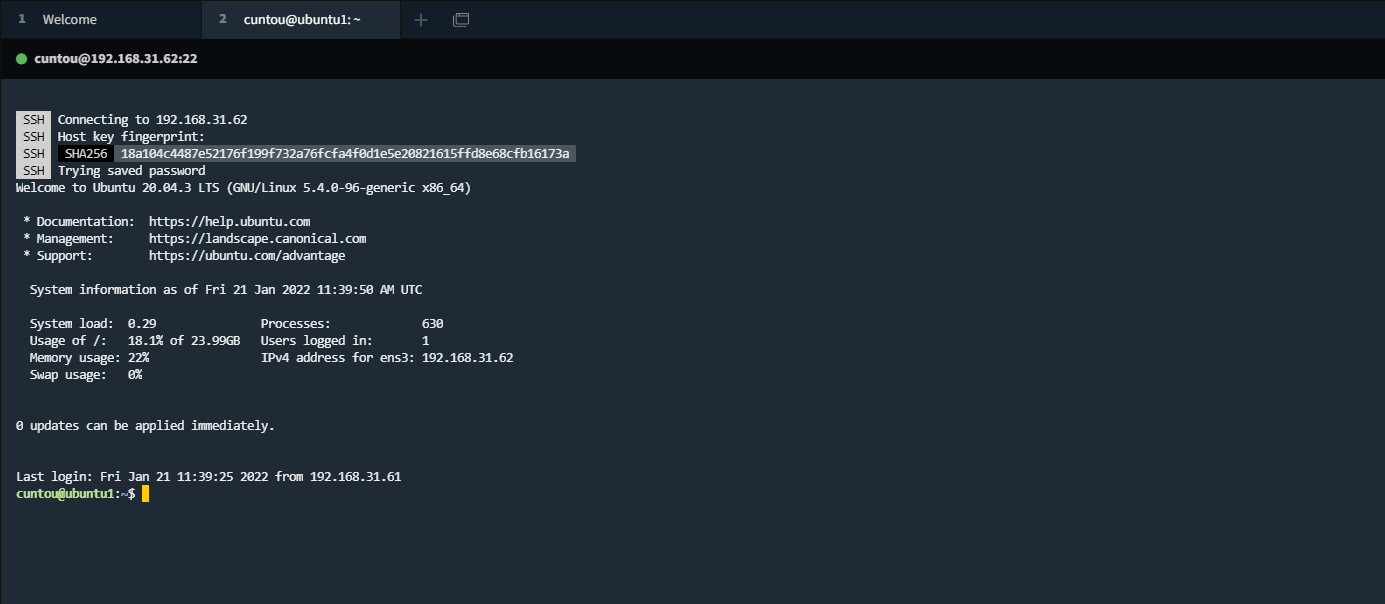 1 Welcome 2 cuntou@ubuntu1: ~
cuntou@192.168.31.62:22
SSH Connecting to 192.168.31.62
SSH Host key fingerprint:
SSH SHA256 18a104c4487e52176f199f732a76fcfa4f0d1e5e20821615ffd8e68cfb16173a
SSH Trying saved password
Welcome to Ubuntu 20.04.3 LTS (GNU/Linux 5.4.0-96-generic x86_64)
* Documentation: https://help.ubuntu.com
* Management: https://landscape.canonical.com
* Support: https://ubuntu.com/advantage
System information as of Fri 21 Jan 2022 11:39:50 AM UTC
System load: 0.29 Processes: 630
Usage of /: 18.1% of 23.99GB Users logged in: 1
Memory usage: 22% IPv4 address for ens3: 192.168.31.62
Swap usage: 0%
0 updates can be applied immediately.
Last login: Fri Jan 21 11:39:25 2022 from 192.168.31.61
cuntou@ubuntu1:~$